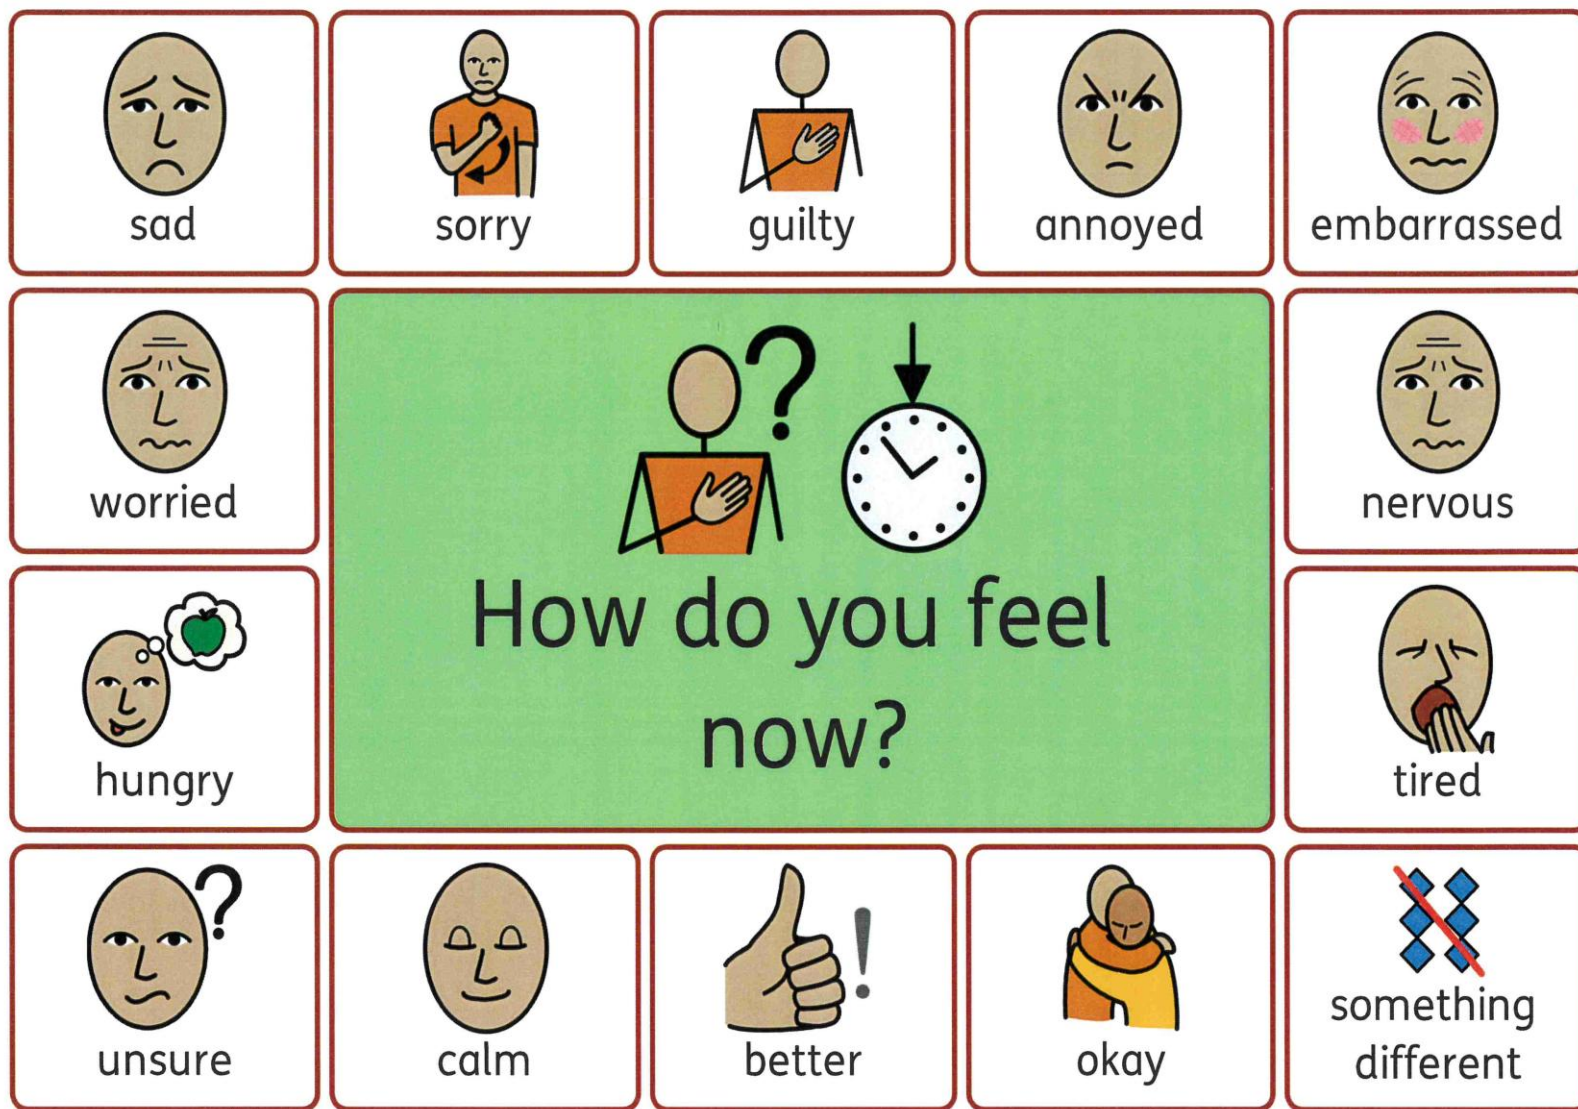 sad
sorry
guilty
annoyed
embarrassed
worried
How do you feel
now?
nervous
hungry
tired
unsure
calm
better
okay
something
different